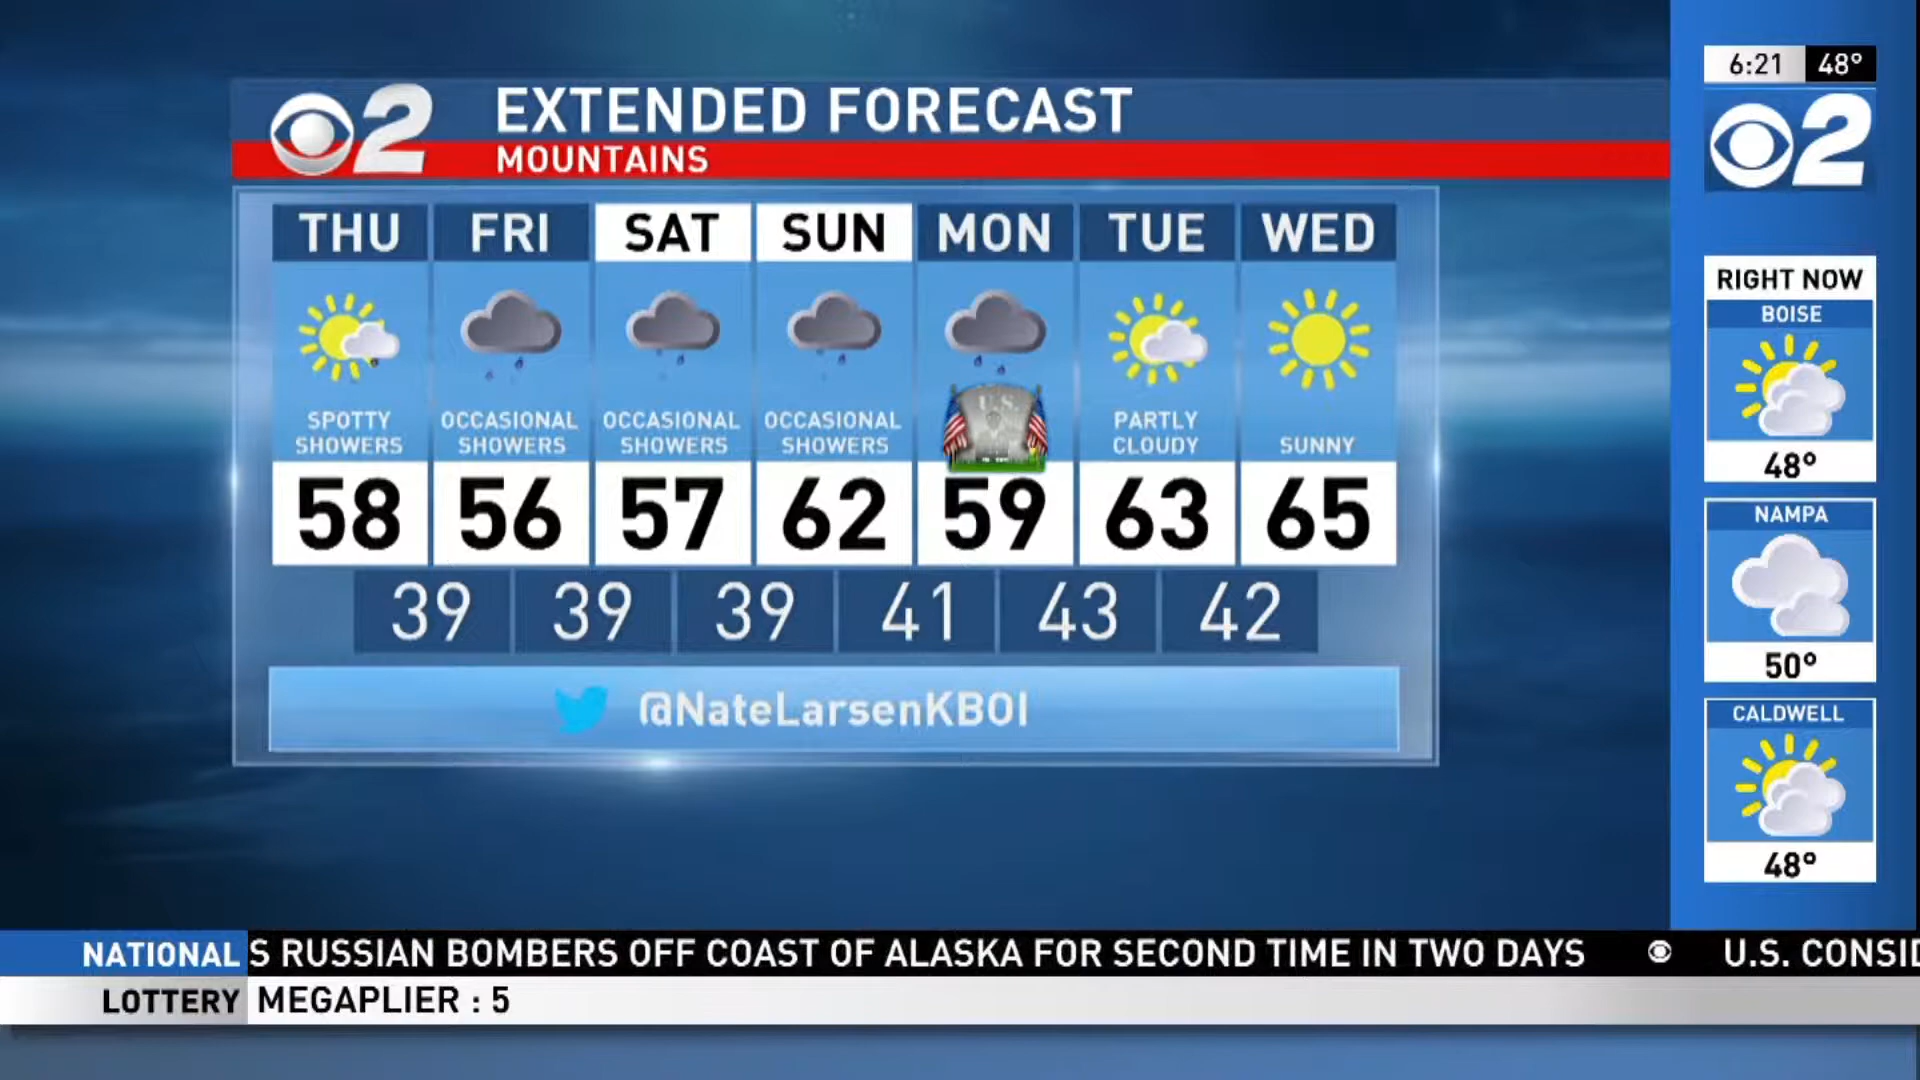 2 EXTENDED FORECAST
MOUNTAINS
THU FRI SAT SUN MON TUE WED
U.S.
SPOTTY SHOWERS
OCCASIONAL SHOWERS
OCCASIONAL SHOWERS
OCCASIONAL SHOWERS
PARTLY CLOUDY
SUNNY
58 56 57 62 59 63 65
39 39 39 41 43 42
@NateLarsenKBOI
6:21 48°
2
RIGHT NOW
BOISE
48°
NAMPA
50°
CALDWELL
48°
NATIONAL S RUSSIAN BOMBERS OFF COAST OF ALASKA FOR SECOND TIME IN TWO DAYS U.S. CONSID
LOTTERY MEGAPLIER : 5